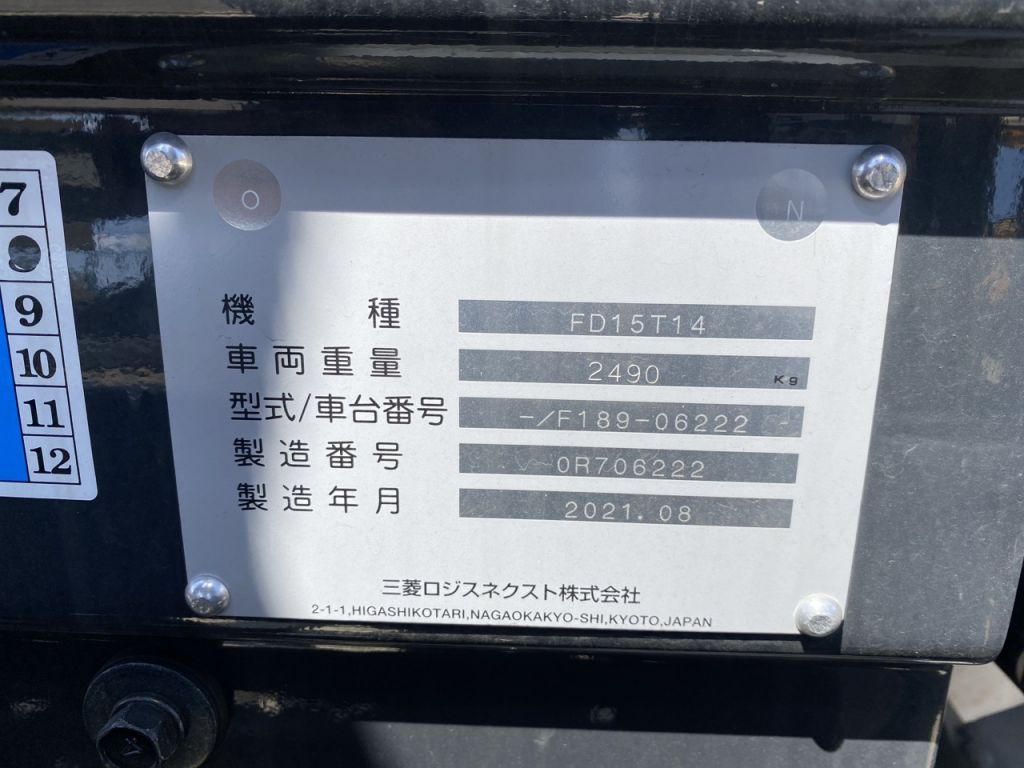 7
9
10
11
12
O
N
機種 FD15T14
車両重量 2490 Kg
型式/車台番号 -/F189-06222 -
製造番号 0R706222
製造年月 2021.08
三菱ロジスネクスト株式会社
2-1-1,HIGASHIKOTARI,NAGAOKAKYO-SHI,KYOTO,JAPAN